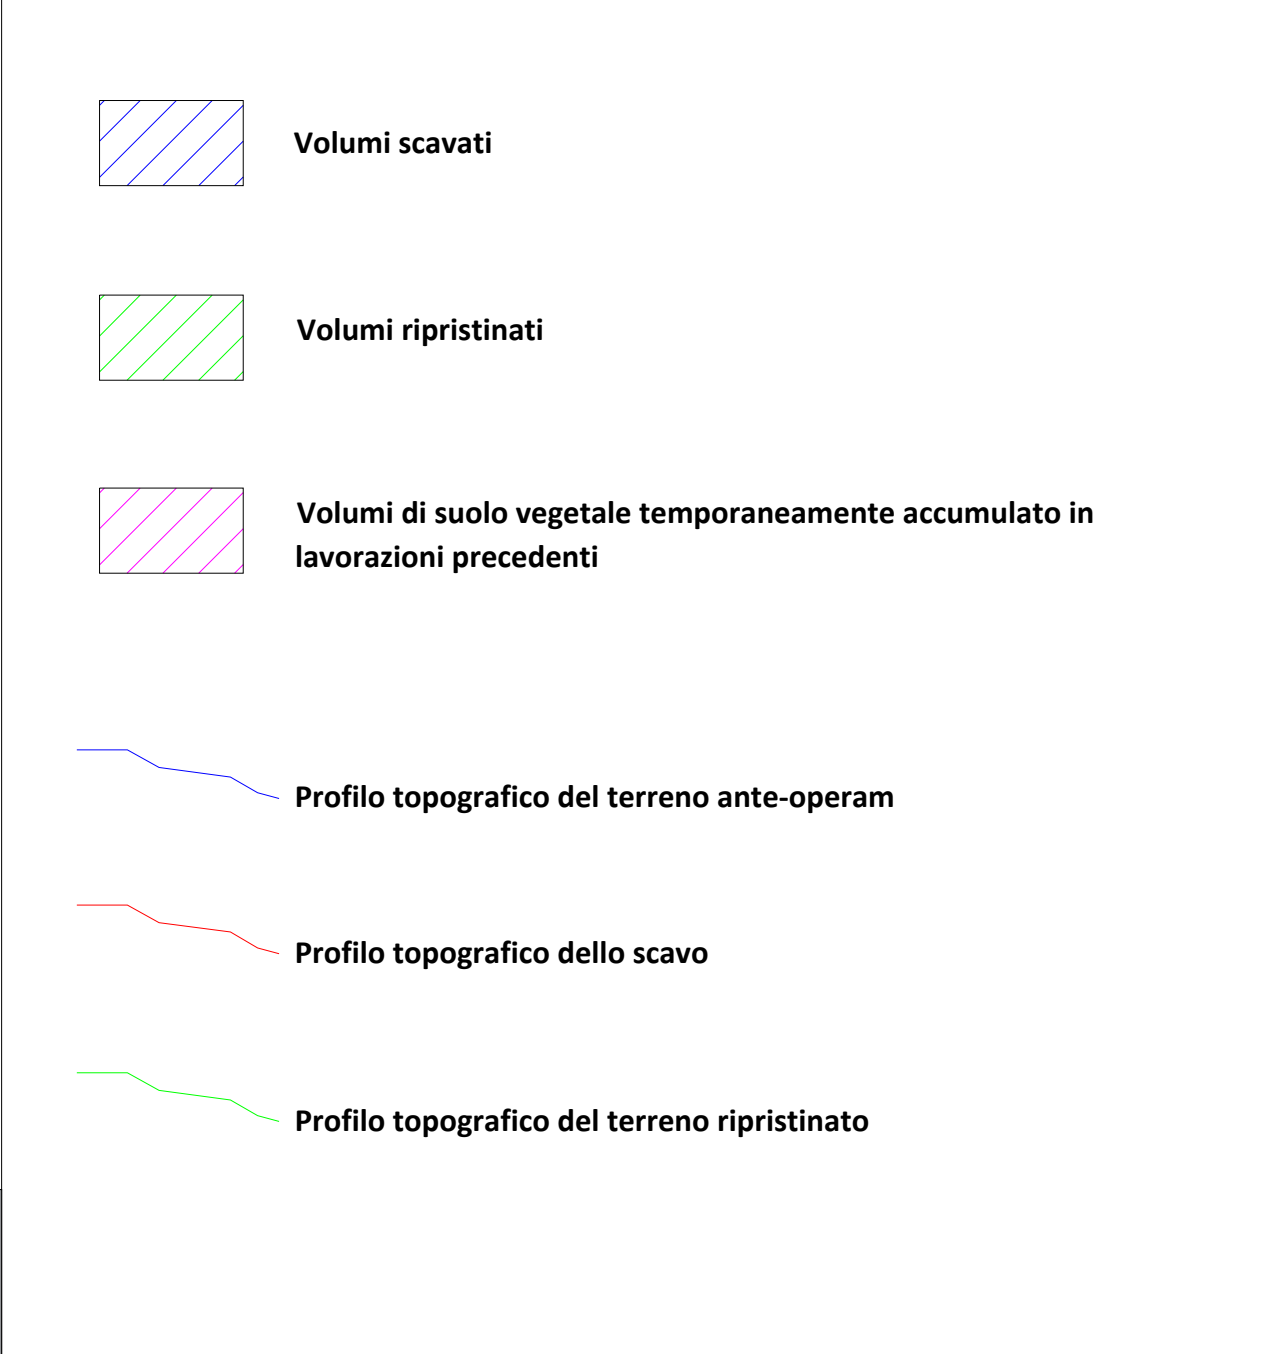 Volumi scavati
Volumi ripristinati
Volumi di suolo vegetale temporaneamente accumulato in
lavorazioni precedenti
Profilo topografico del terreno ante-operam
Profilo topografico dello scavo
Profilo topografico del terreno ripristinato